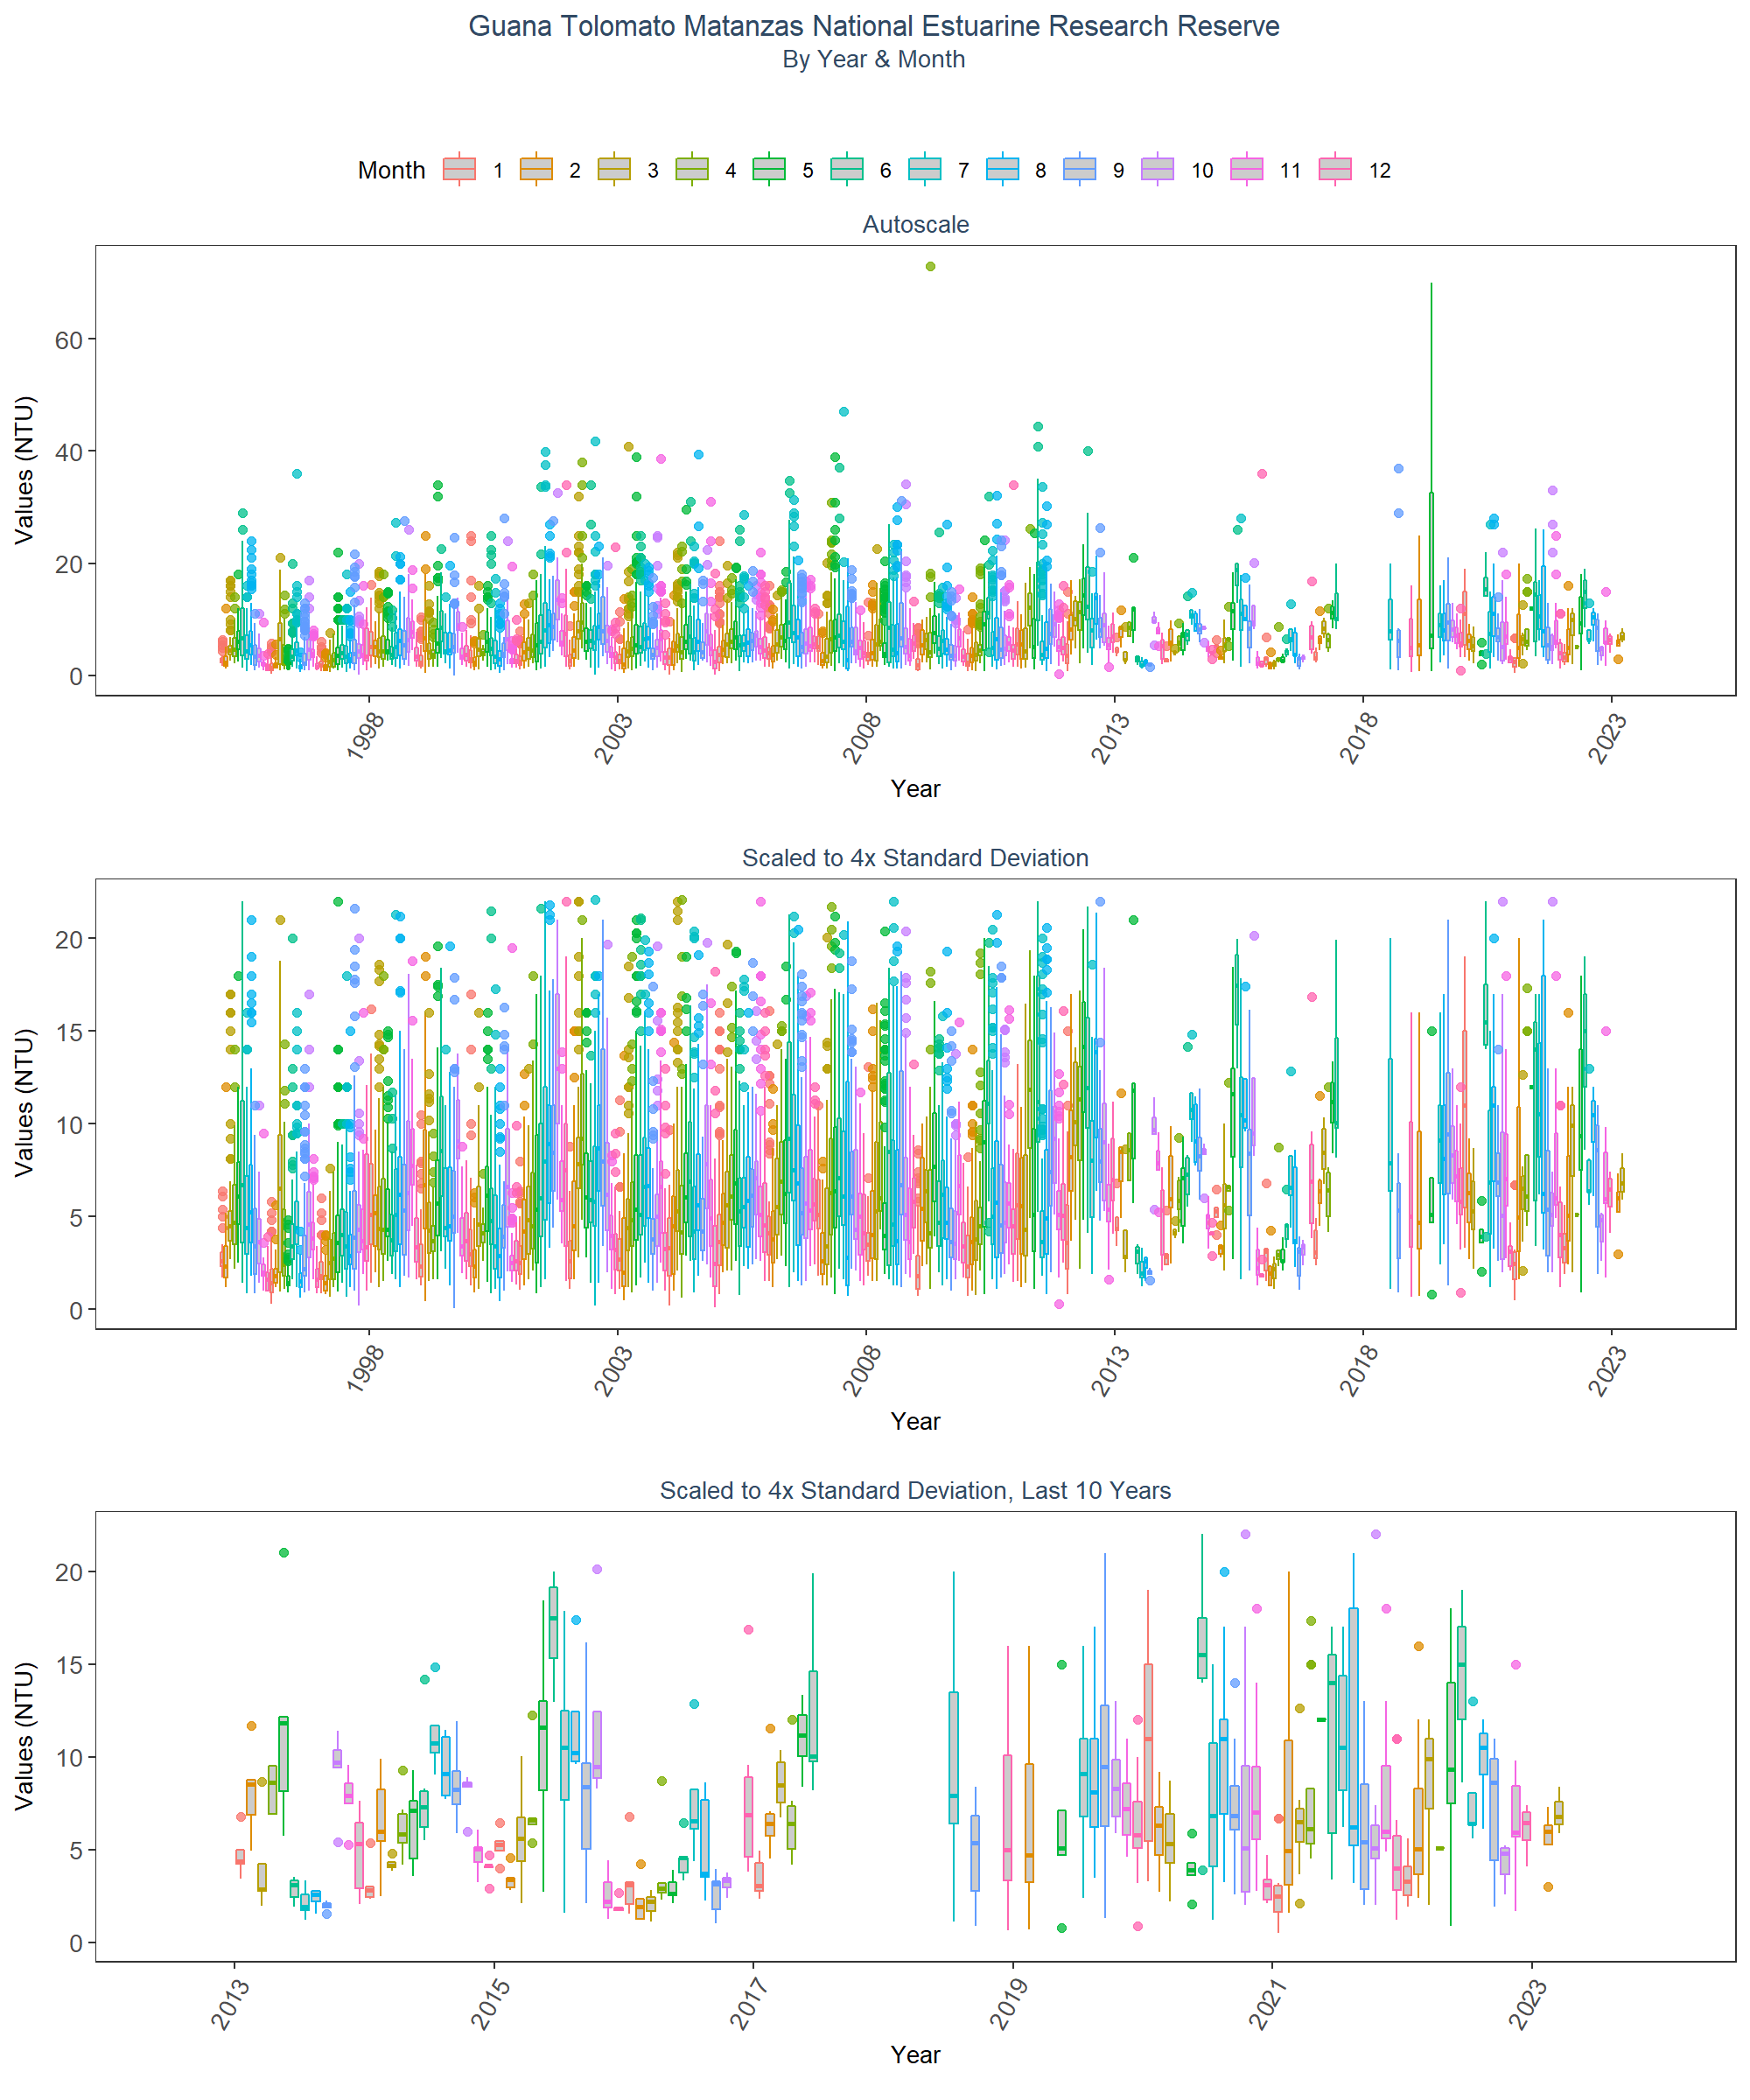 Guana Tolomato Matanzas National Estuarine Research Reserve
By Year & Month
Month 1 2 3 4 5 6 7 8 9 10 11 12
Autoscale
Values (NTU)
60
40
20
0
1998 2003 2008 2013 2018 2023
Year
Scaled to 4x Standard Deviation
Values (NTU)
20
15
10
5
0
1998 2003 2008 2013 2018 2023
Year
Scaled to 4x Standard Deviation, Last 10 Years
Values (NTU)
20
15
10
5
0
2013 2015 2017 2019 2021 2023
Year